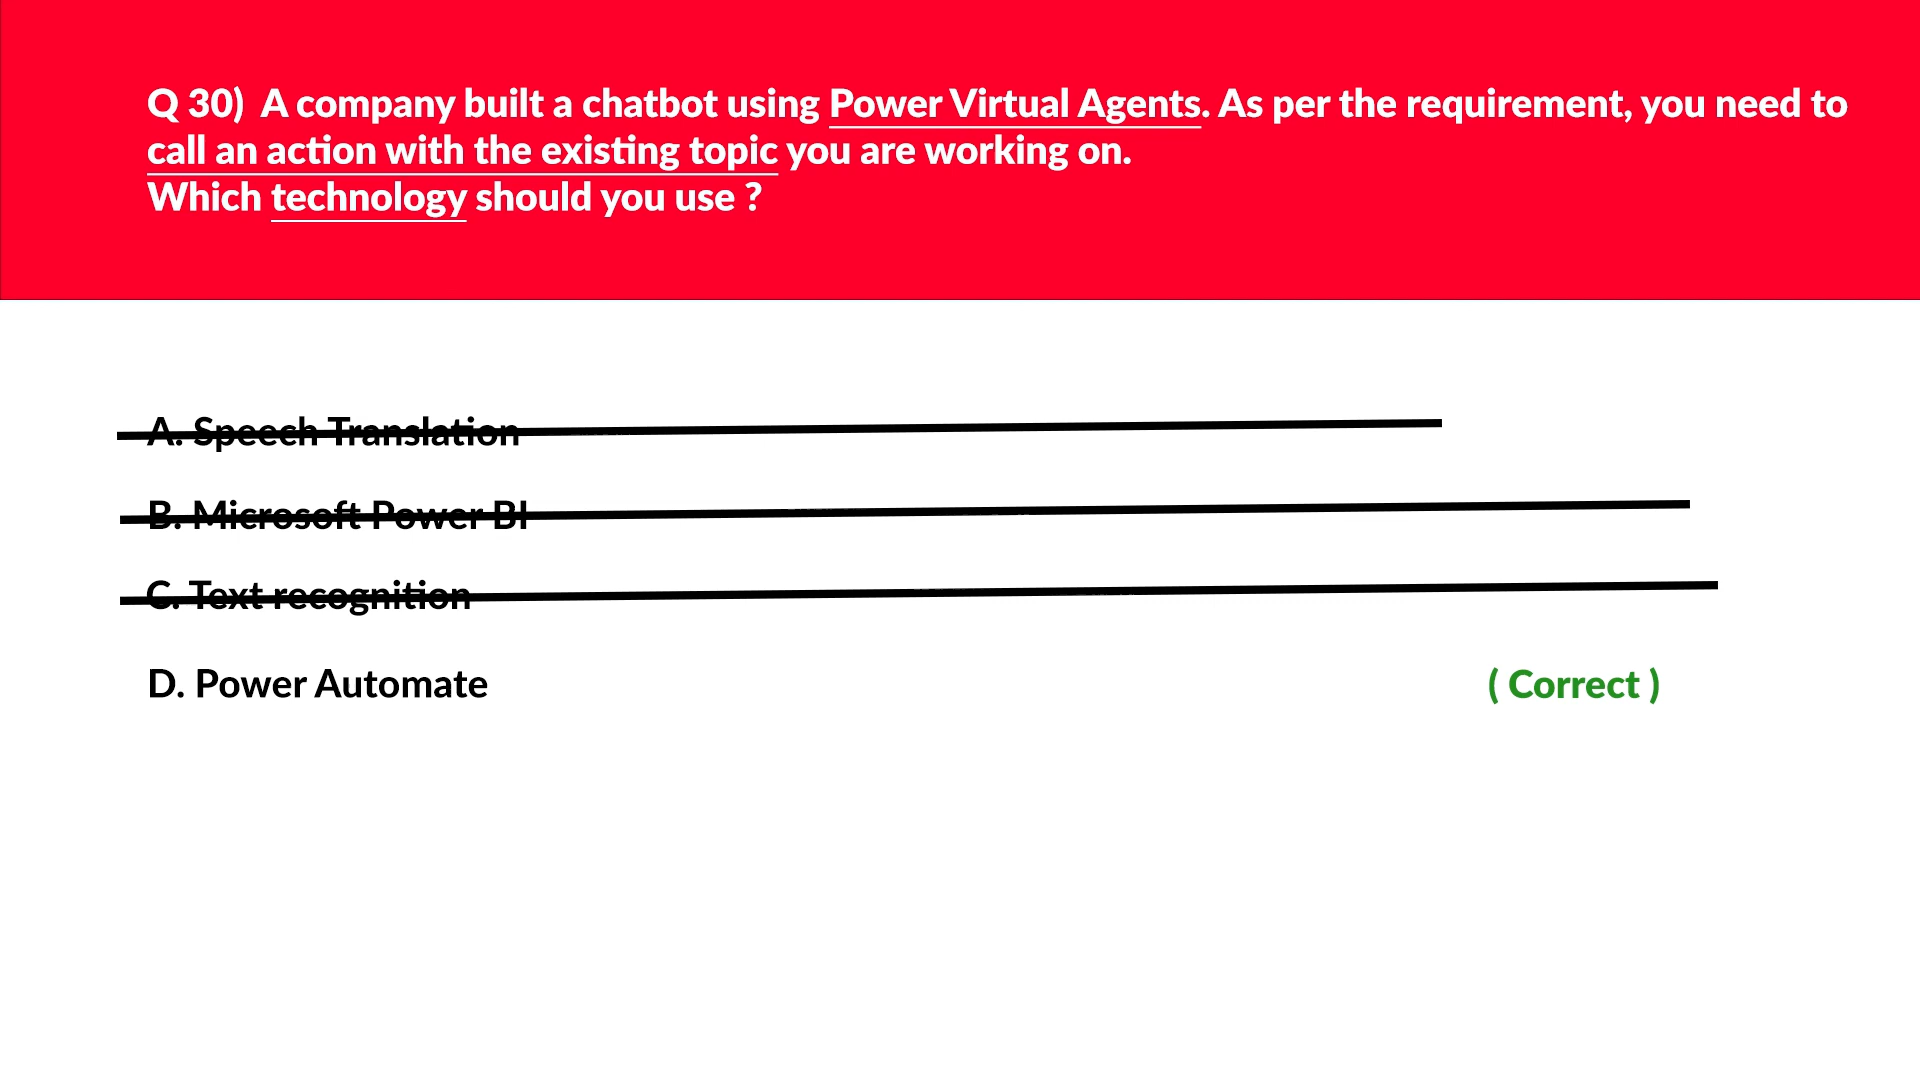 Q 30) A company built a chatbot using Power Virtual Agents. As per the requirement, you need to
call an action with the existing topic you are working on.
Which technology should you use ?
A. Speech Translation
B. Microsoft Power BI
C. Text recognition
D. Power Automate ( Correct )